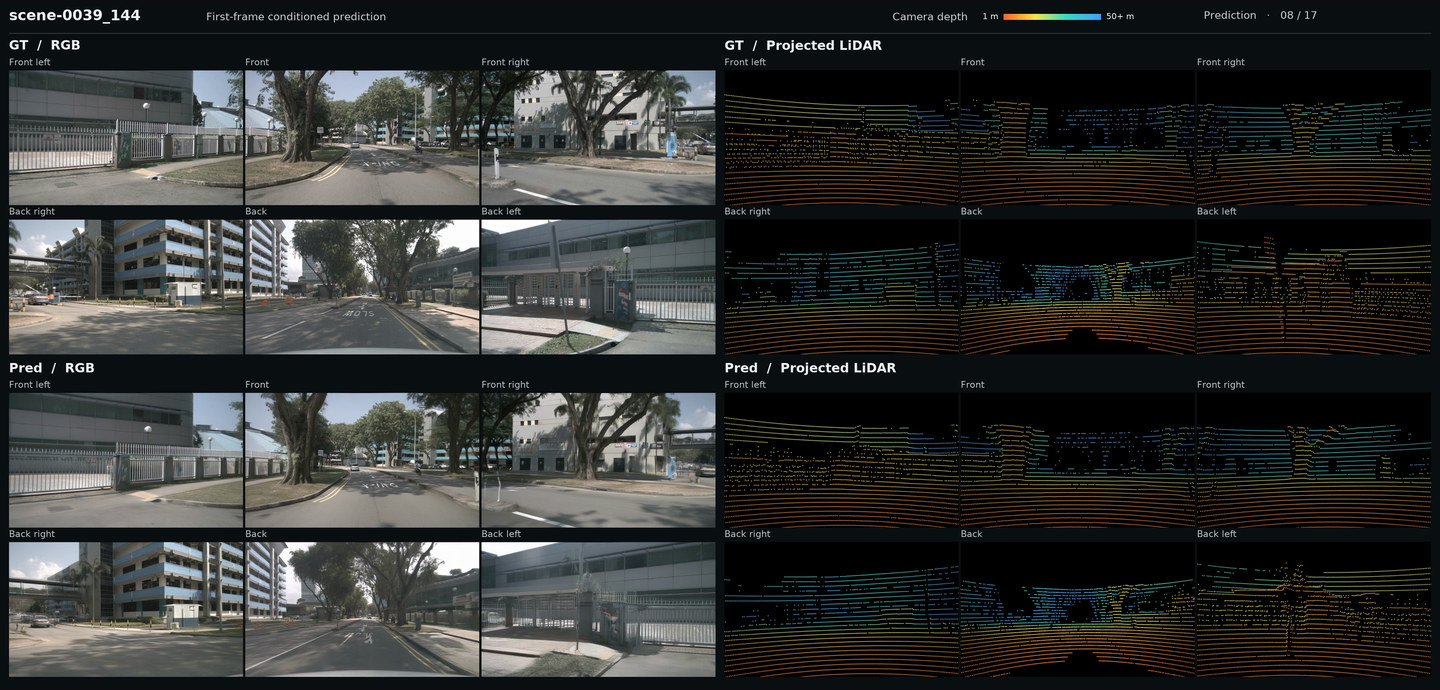 scene-0039_144
First-frame conditioned prediction
Camera depth 1 m 50+ m
Prediction · 08 / 17
GT / RGB
GT / Projected LiDAR
Front left
Front
Front right
Front left
Front
Front right
Back right
Back
Back left
Back right
Back
Back left
SLOW
Pred / RGB
Pred / Projected LiDAR
Front left
Front
Front right
Front left
Front
Front right
Back right
Back
Back left
Back right
Back
Back left